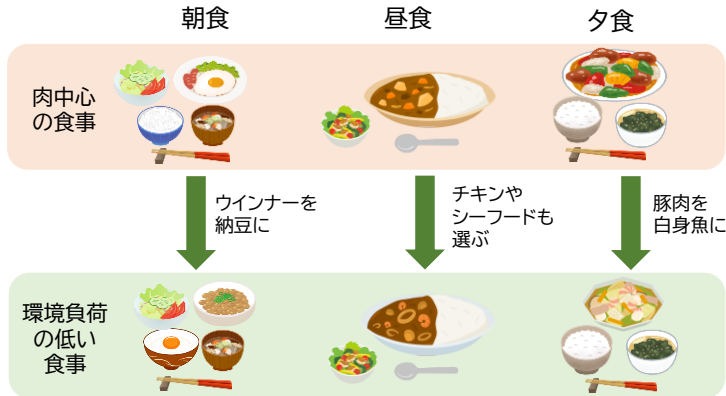 朝食
昼食
夕食
肉中心
の食事
ウインナーを
納豆に
チキンや
シーフードも
選ぶ
豚肉を
白身魚に
環境負荷
の低い
食事